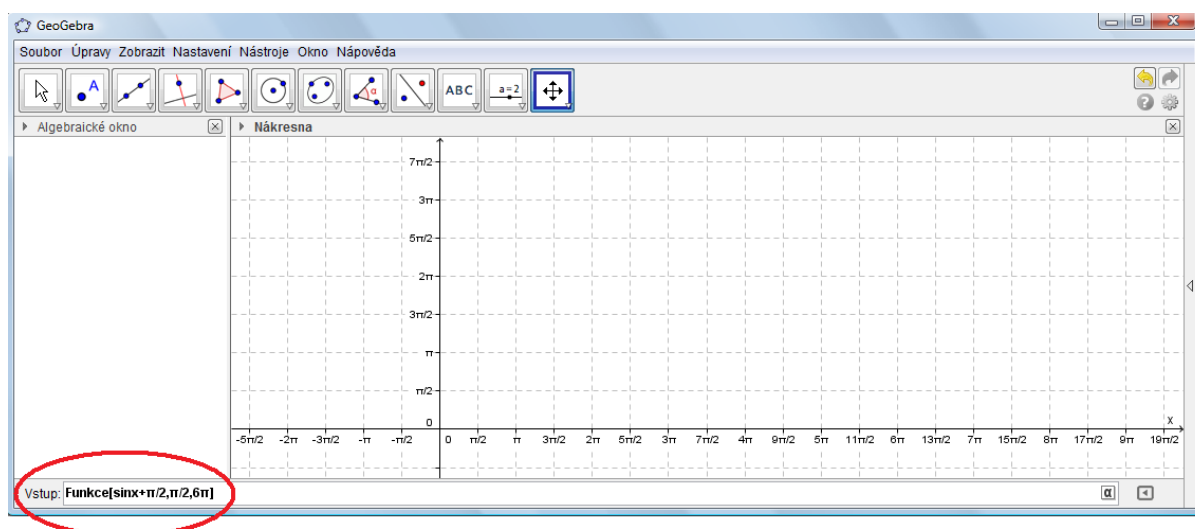 GeoGebra
Soubor Úpravy Zobrazit Nastavení Nástroje Okno Nápověda
A α ABC a=2
Algebraické okno
Nákresna
7π/2
3π
5π/2
2π
3π/2
π
π/2
0
x
-5π/2 -2π -3π/2 -π -π/2 0 π/2 π 3π/2 2π 5π/2 3π 7π/2 4π 9π/2 5π 11π/2 6π 13π/2 7π 15π/2 8π 17π/2 9π 19π/2
Vstup: Funkce[sinx+π/2,π/2,6π] α